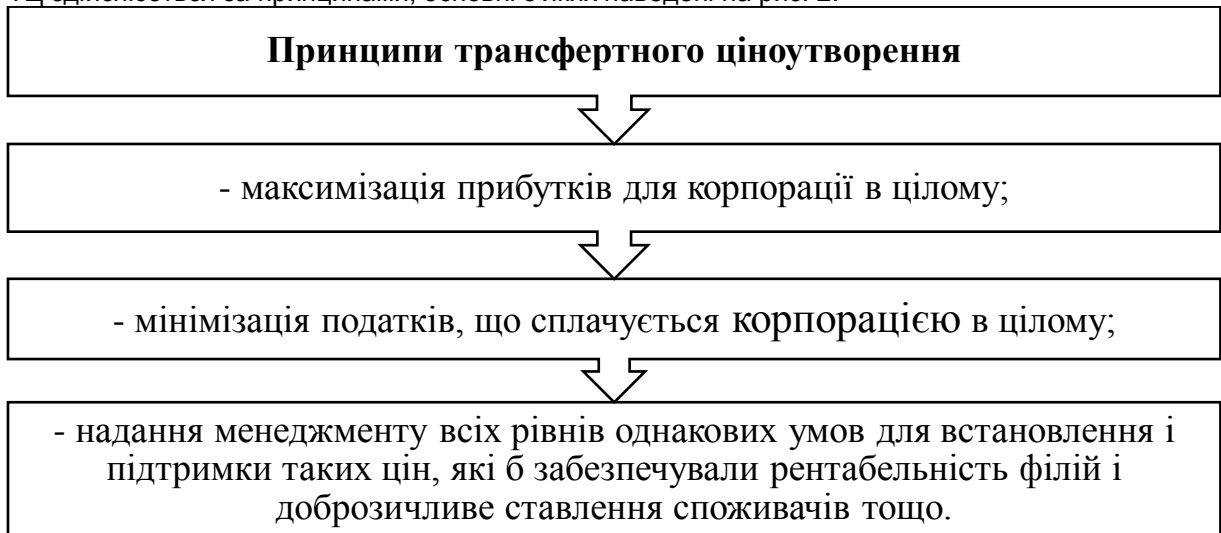 Принципи трансфертного ціноутворення
- максимізація прибутків для корпорації в цілому;
- мінімізація податків, що сплачується корпорацією в цілому;
- надання менеджменту всіх рівнів однакових умов для встановлення і
підтримки таких цін, які б забезпечували рентабельність філій і
доброзичливе ставлення споживачів тощо.